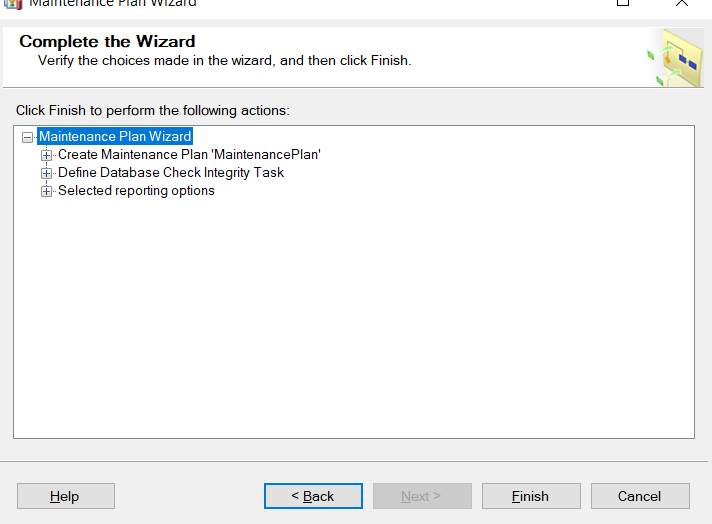 Maintenance Plan Wizard
Complete the Wizard
Verify the choices made in the wizard, and then click Finish.
Click Finish to perform the following actions:
Maintenance Plan Wizard
Create Maintenance Plan 'MaintenancePlan'
Define Database Check Integrity Task
Selected reporting options
Help
< Back
Next >
Finish
Cancel